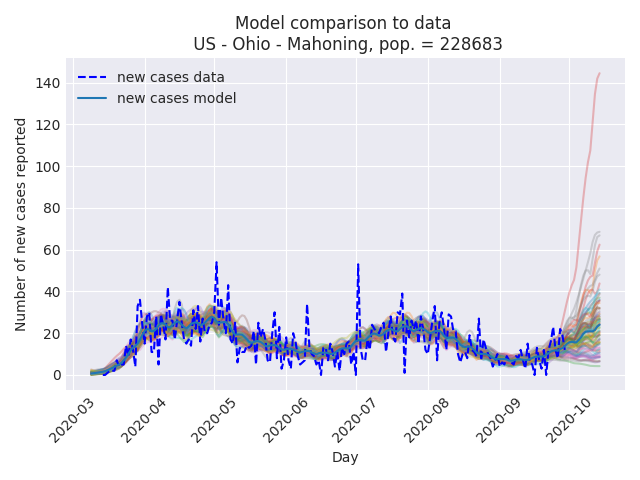 Model comparison to data
US - Ohio - Mahoning, pop. = 228683
new cases data
new cases model
Number of new cases reported
140
120
100
80
60
40
20
0
2020-03
2020-04
2020-05
2020-06
2020-07
2020-08
2020-09
2020-10
Day